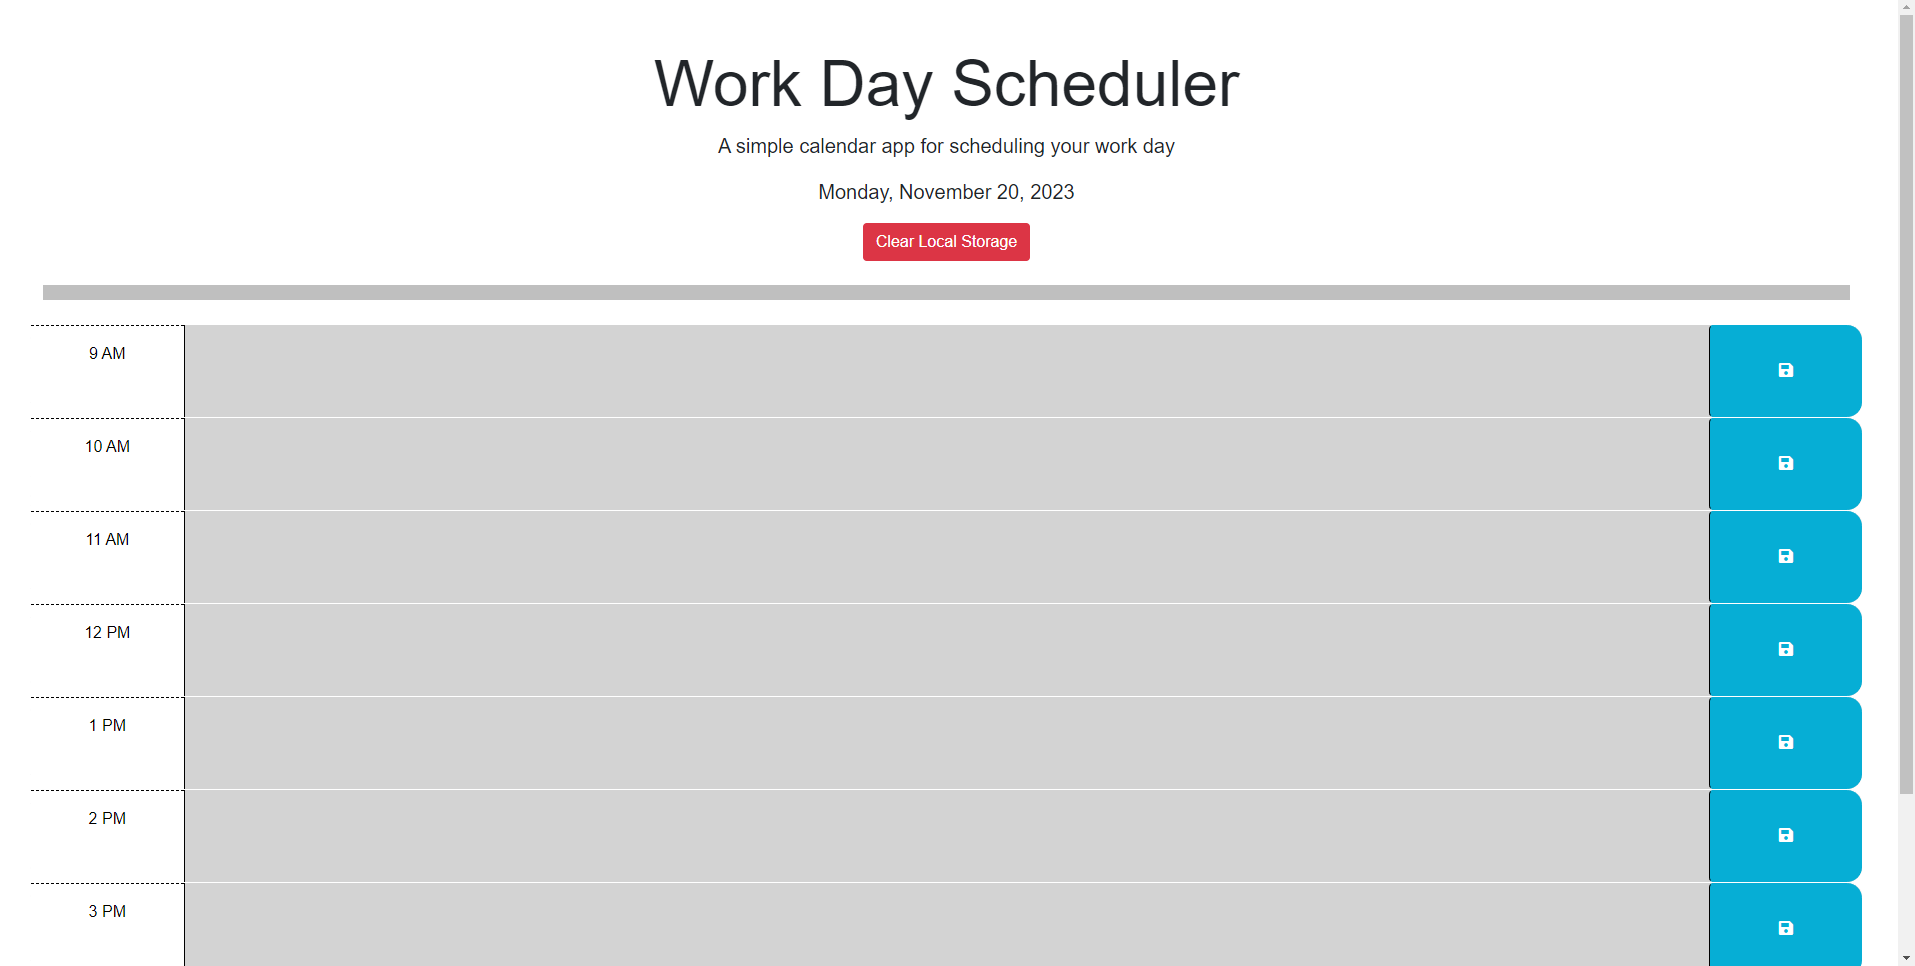 Work Day Scheduler
A simple calendar app for scheduling your work day
Monday, November 20, 2023
Clear Local Storage
9 AM
10 AM
11 AM
12 PM
1 PM
2 PM
3 PM